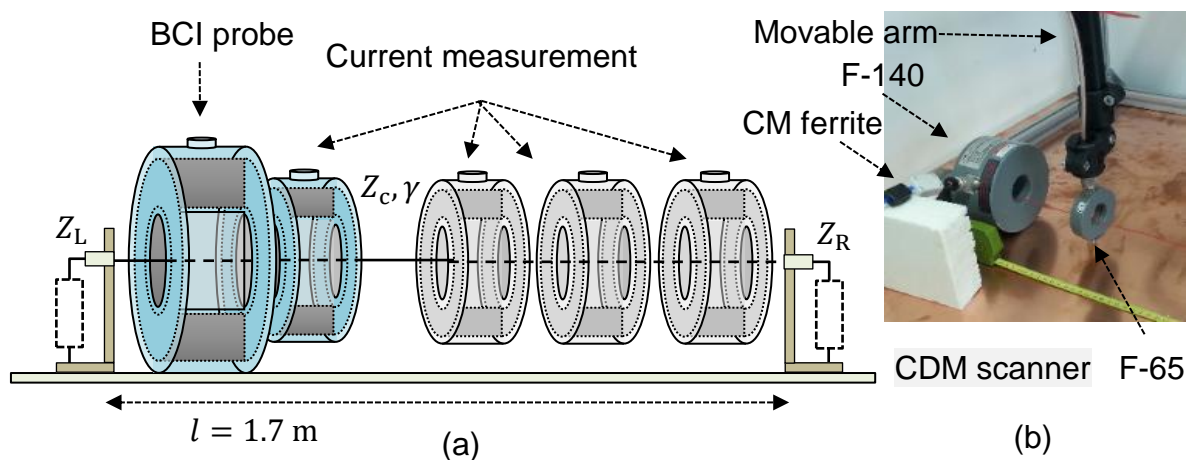 BCI probe
Current measurement
Z_L
Z_c, γ
Z_R
l = 1.7 m
(a)
Movable arm
F-140
CM ferrite
CDM scanner
F-65
(b)